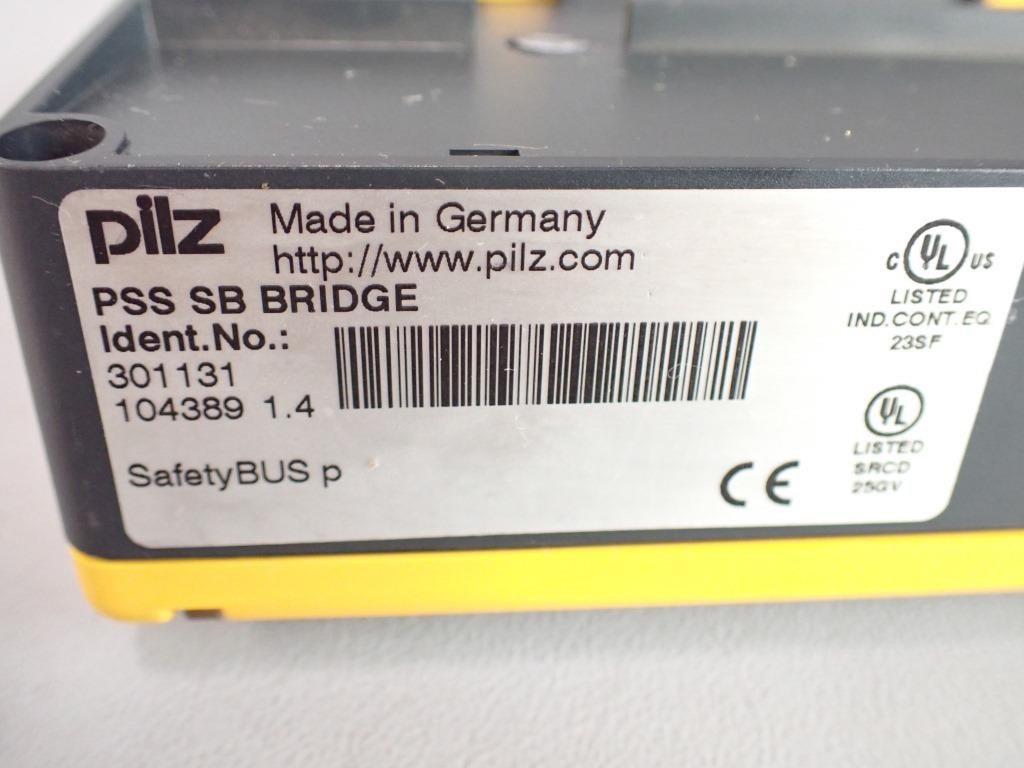 pilz
Made in Germany
http://www.pilz.com
PSS SB BRIDGE
Ident.No.:
301131
104389 1.4
SafetyBUS p
C UL US
LISTED
IND.CONT.EQ
23SF
UL
LISTED
SRCD
25GV
CE